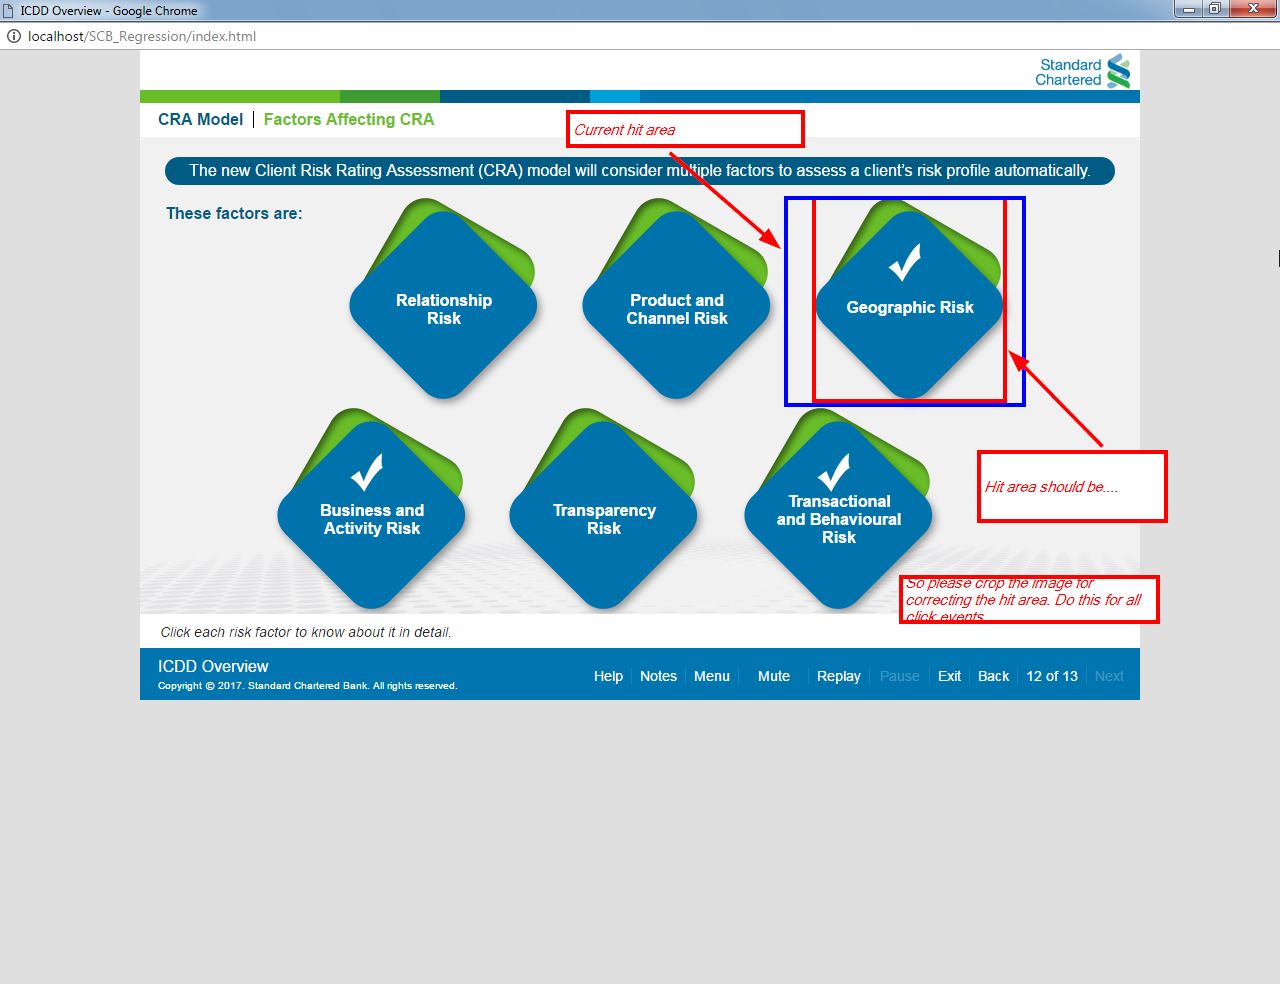 ICDD Overview - Google Chrome
localhost/SCB_Regression/index.html
Standard
Chartered
CRA Model | Factors Affecting CRA
Current hit area
The new Client Risk Rating Assessment (CRA) model will consider multiple factors to assess a client's risk profile automatically.
These factors are:
Relationship
Risk
Product and
Channel Risk
Geographic Risk
Hit area should be....
Business and
Activity Risk
Transparency
Risk
Transactional
and Behavioural
Risk
So please crop the image for
correcting the hit area. Do this for all
click events
Click each risk factor to know about it in detail.
ICDD Overview
Copyright © 2017. Standard Chartered Bank. All rights reserved.
Help Notes Menu Mute Replay Pause Exit Back 12 of 13 Next